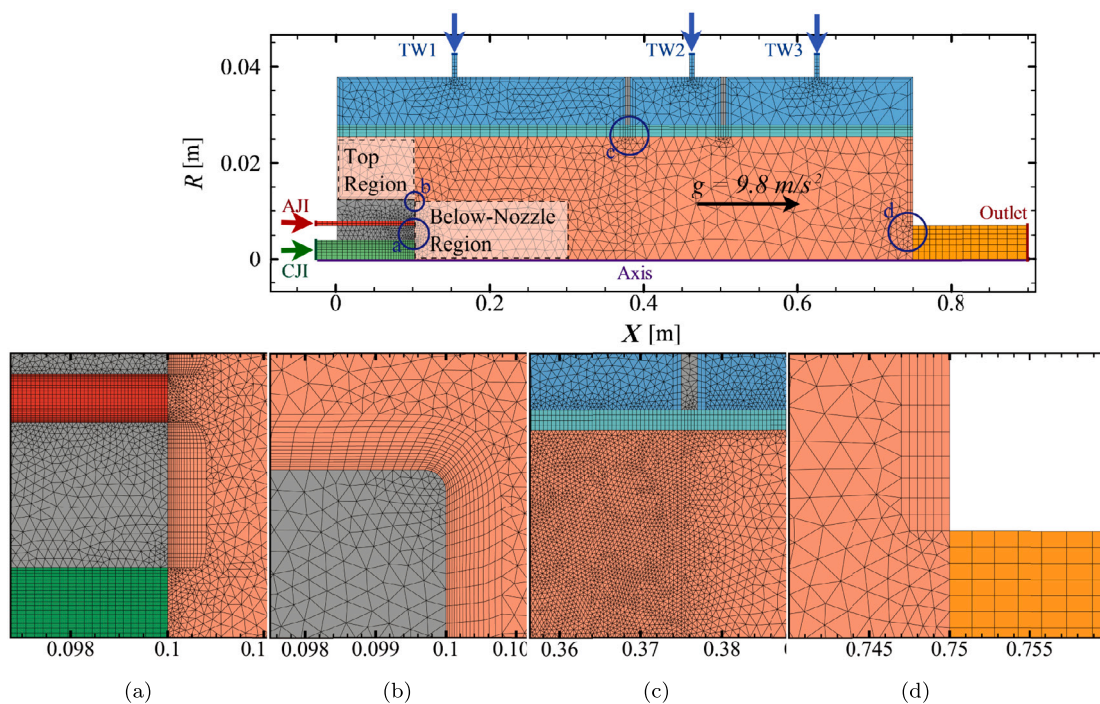 TW1 TW2 TW3
0.04
0.02
0
R [m]
Top
Region
b
c
g = 9.8 m/s²
AJI
CJI
a
Below-Nozzle
Region
d
Outlet
Axis
0 0.2 0.4 0.6 0.8
X [m]
0.098 0.1 0.1
0.098 0.099 0.1 0.10
0.36 0.37 0.38
0.745 0.75 0.755
(a) (b) (c) (d)